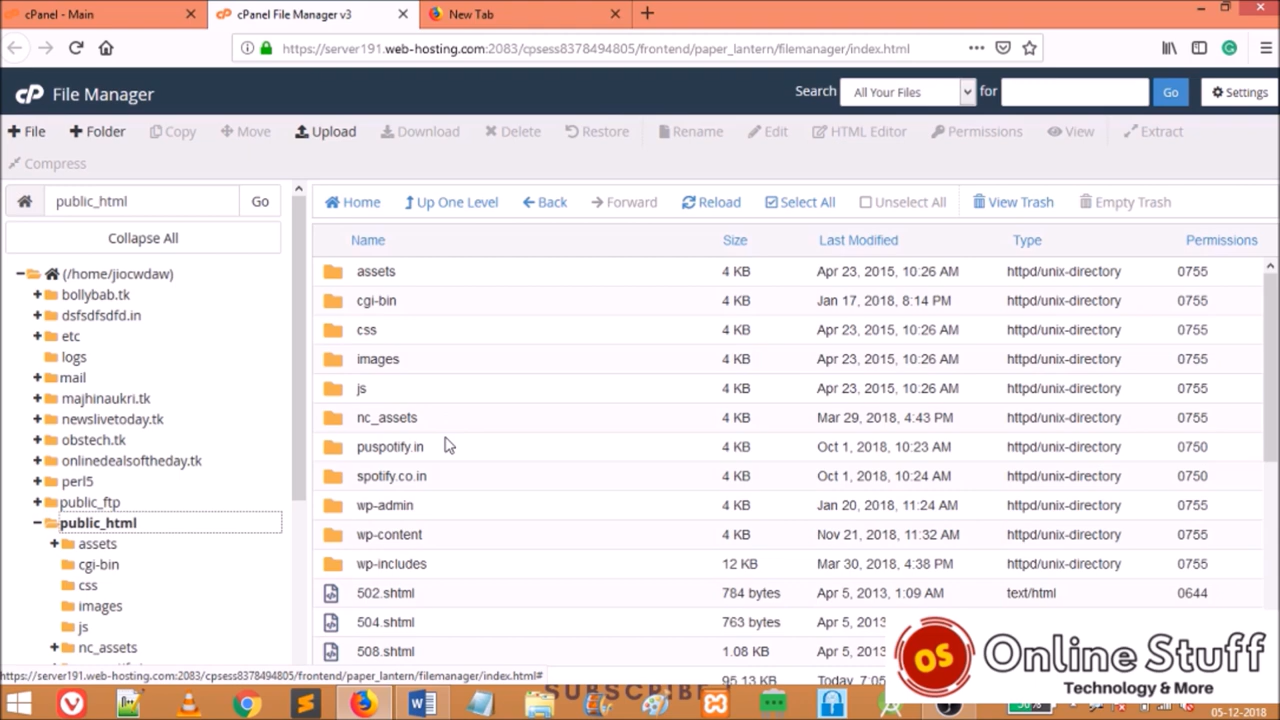 cPanel - Main
cPanel File Manager v3
New Tab
https://server191.web-hosting.com:2083/cpsess8378494805/frontend/paper_lantern/filemanager/index.html
cP File Manager
Search All Your Files for Go Settings
+ File + Folder Copy Move Upload Download Delete Restore Rename Edit HTML Editor Permissions View Extract
Compress
public_html Go
Home Up One Level Back Forward Reload Select All Unselect All View Trash Empty Trash
Collapse All
(/home/jiocwdaw)
bollybab.tk
dsfsdfsdfd.in
etc
logs
mail
majhinaukri.tk
newslivetoday.tk
obstech.tk
onlinedealsoftheday.tk
perl5
public_ftp
public_html
assets
cgi-bin
css
images
js
nc_assets
Name Size Last Modified Type Permissions
assets 4 KB Apr 23, 2015, 10:26 AM httpd/unix-directory 0755
cgi-bin 4 KB Jan 17, 2018, 8:14 PM httpd/unix-directory 0755
css 4 KB Apr 23, 2015, 10:26 AM httpd/unix-directory 0755
images 4 KB Apr 23, 2015, 10:26 AM httpd/unix-directory 0755
js 4 KB Apr 23, 2015, 10:26 AM httpd/unix-directory 0755
nc_assets 4 KB Mar 29, 2018, 4:43 PM httpd/unix-directory 0755
puspotify.in 4 KB Oct 1, 2018, 10:23 AM httpd/unix-directory 0750
spotify.co.in 4 KB Oct 1, 2018, 10:24 AM httpd/unix-directory 0750
wp-admin 4 KB Jan 20, 2018, 11:24 AM httpd/unix-directory 0755
wp-content 4 KB Nov 21, 2018, 11:32 AM httpd/unix-directory 0755
wp-includes 12 KB Mar 30, 2018, 4:38 PM httpd/unix-directory 0755
502.shtml 784 bytes Apr 5, 2013, 1:09 AM text/html 0644
504.shtml 763 bytes Apr 5, 2013
508.shtml 1.08 KB Apr 5, 2013
95.13 KB Today, 7:05
https://server191.web-hosting.com:2083/cpsess8378494805/frontend/paper_lantern/filemanager/index.html#
OS Online Stuff
Technology & More
SUBSCRIBE
05-12-2018